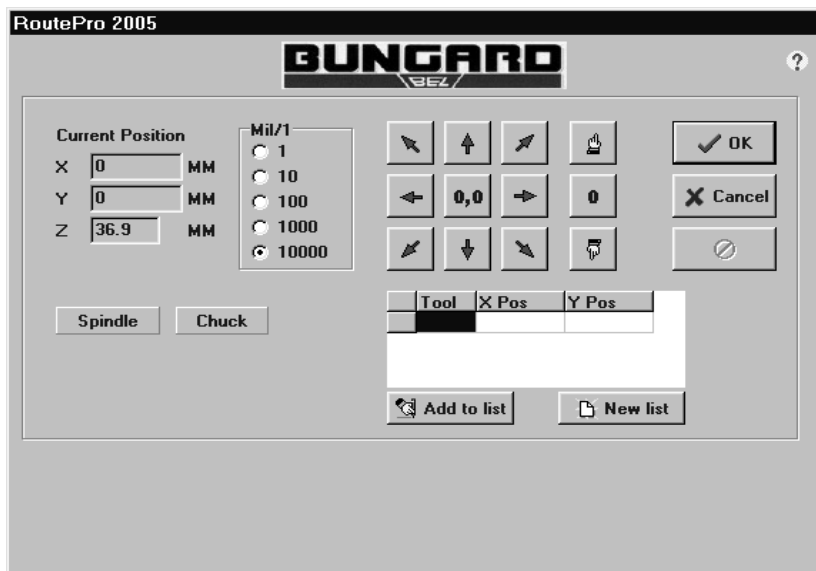 RoutePro 2005
BUNGARD
BEL
?
Current Position
X 0 MM
Y 0 MM
Z 36.9 MM
Mil/1
1
10
100
1000
10000
0,0
0
OK
Cancel
Spindle
Chuck
Tool X Pos Y Pos
Add to list
New list